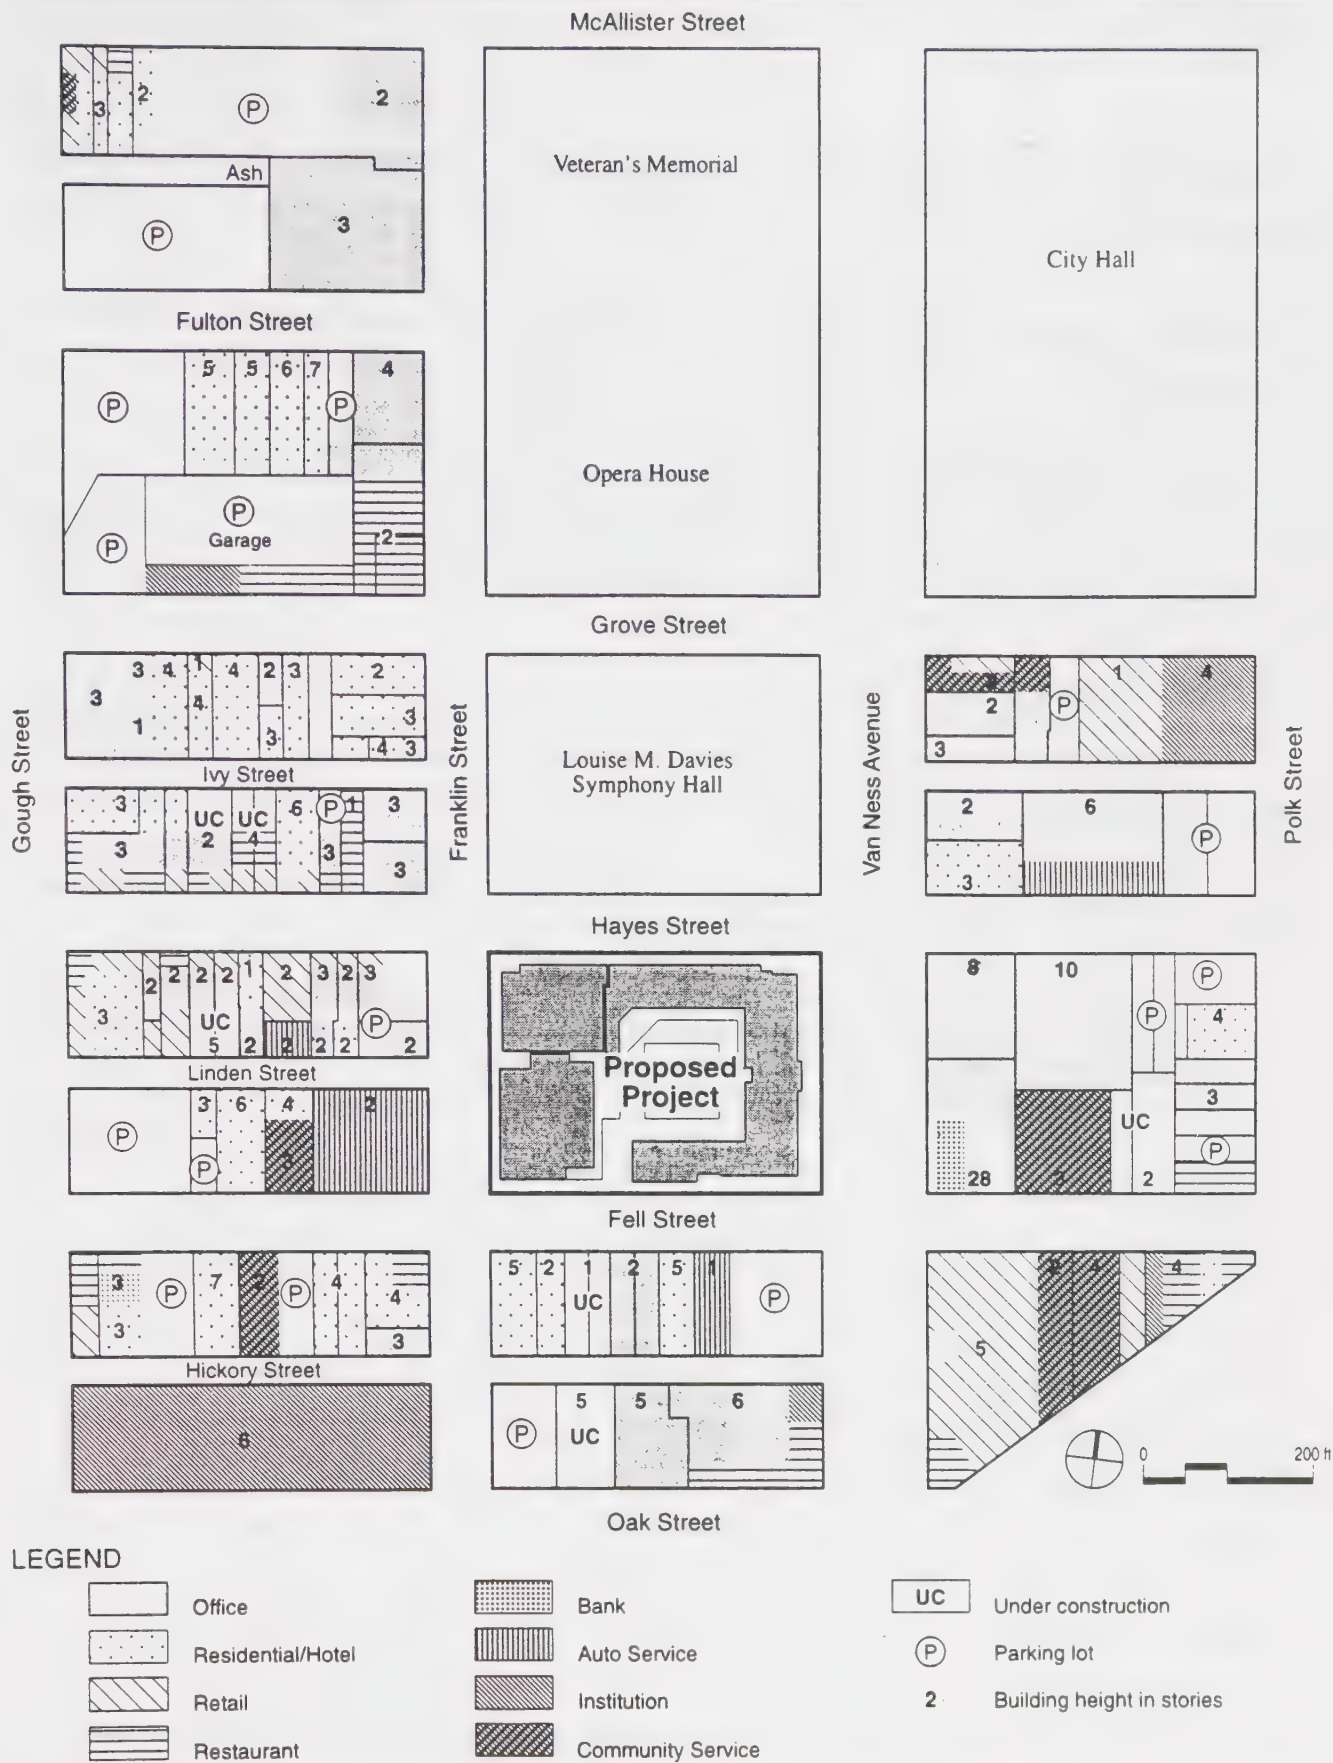 McAllister Street
3
2
P
2
Ash
P
3
Veteran's Memorial
Opera House
City Hall
Fulton Street
P
5
5
6
7
P
4
P
P
Garage
2
Grove Street
3
3
1
4
1
4
4
2
3
3
2
3
4
3
Ivy Street
3
3
UC
2
UC
4
6
P
1
3
3
3
Gough Street
Franklin Street
Louise M. Davies
Symphony Hall
Van Ness Avenue
2
3
P
1
4
2
3
6
P
Polk Street
Hayes Street
3
2
2
2
2
1
2
3
2
3
UC
5
2
2
2
2
P
2
Linden Street
P
3
P
6
4
3
2
Proposed
Project
8
10
P
P
4
3
UC
P
28
3
2
Fell Street
3
3
P
7
2
P
4
4
3
Hickory Street
6
5
2
1
UC
2
5
1
P
P
5
UC
5
6
5
2
4
4
0
200 ft
Oak Street
LEGEND
Office
Residential/Hotel
Retail
Restaurant
Bank
Auto Service
Institution
Community Service
UC
Under construction
P
Parking lot
2
Building height in stories